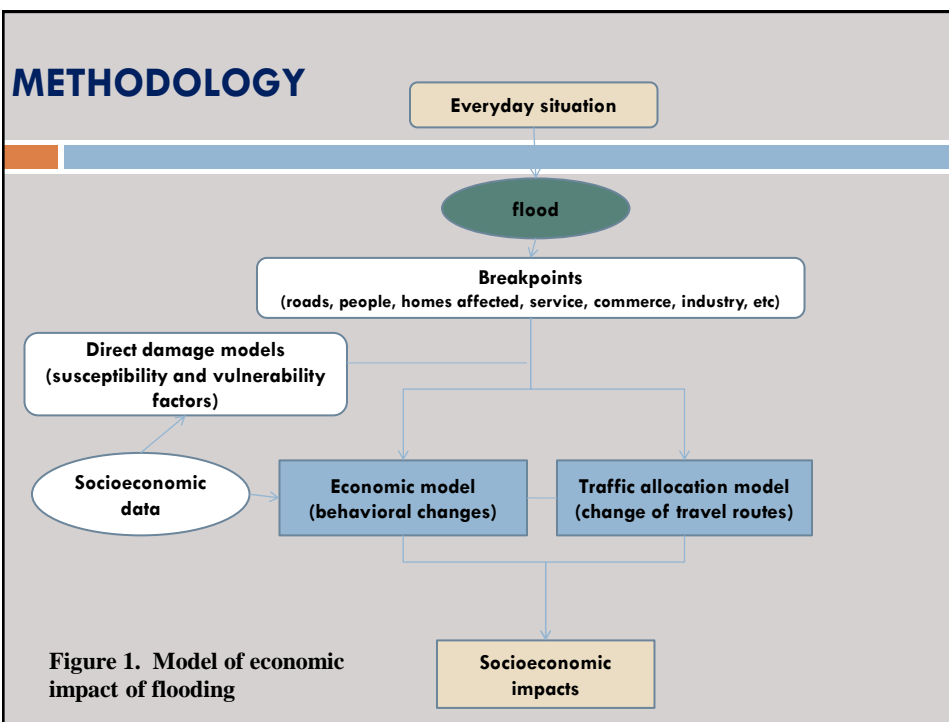 METHODOLOGY
Everyday situation
flood
Breakpoints
(roads, people, homes affected, service, commerce, industry, etc)
Direct damage models
(susceptibility and vulnerability
factors)
Socioeconomic
data
Economic model
(behavioral changes)
Traffic allocation model
(change of travel routes)
Figure 1. Model of economic
impact of flooding
Socioeconomic
impacts